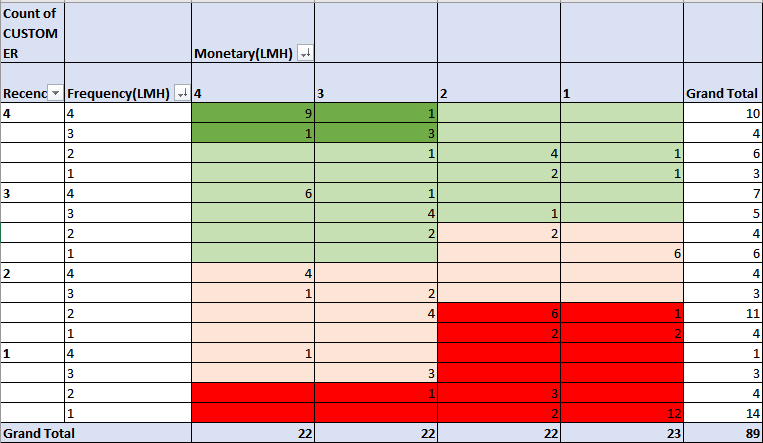 Count of
CUSTOM
ER Monetary(LMH)
Recenc Frequency(LMH) 4 3 2 1 Grand Total
4 4 9 1 10
3 1 3 4
2 1 4 1 6
1 2 1 3
3 4 6 1 7
3 4 1 5
2 2 2 4
1 6 6
2 4 4 4
3 1 2 3
2 4 6 1 11
1 2 2 4
1 4 1 1
3 3 3
2 1 3 4
1 2 12 14
Grand Total 22 22 22 23 89